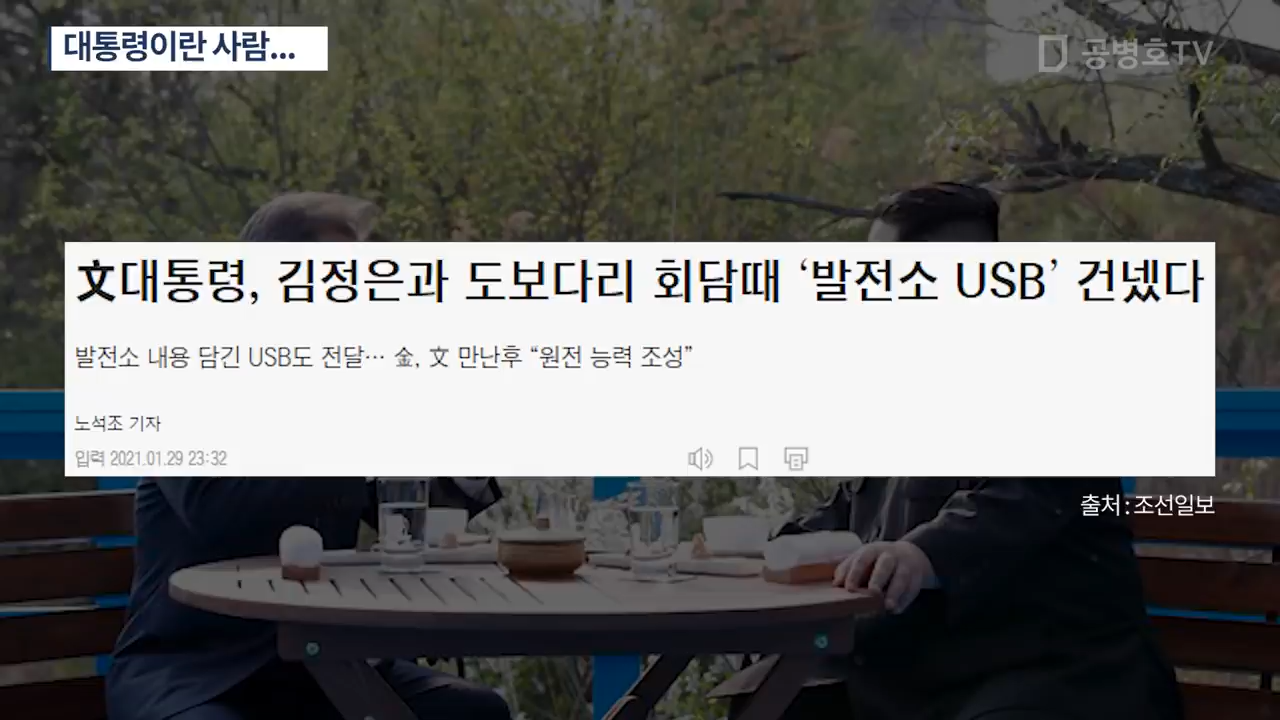 대통령이란 사람...
공병호TV
文대통령, 김정은과 도보다리 회담때 ‘발전소 USB’ 건넸다
발전소 내용 담긴 USB도 전달… 金, 文 만난후 “원전 능력 조성”
노석조 기자
입력 2021.01.29 23:32
출처 : 조선일보